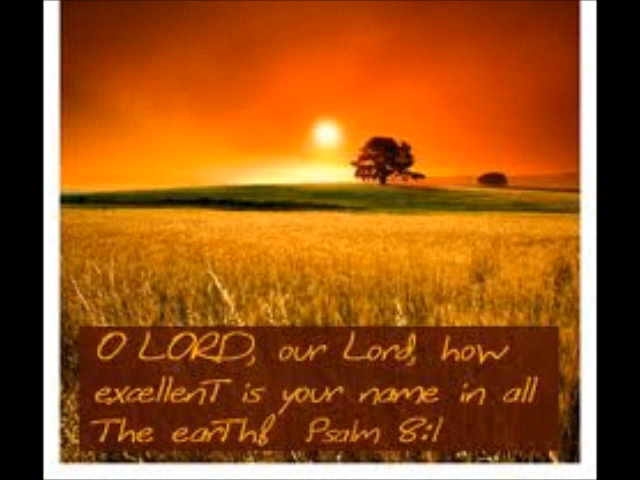 O LORD, our Lord, how
excellenT is your name in all
The earTh! Psalm 8:1